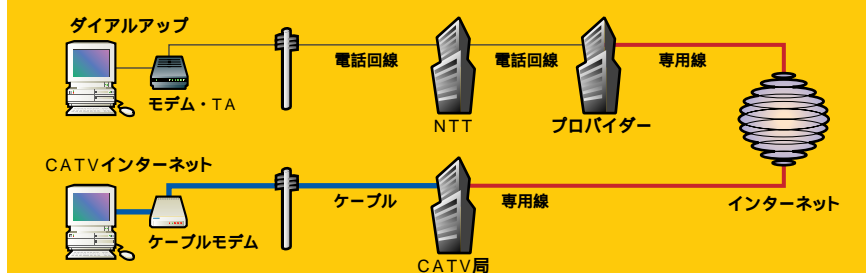 ダイアルアップ
電話回線
電話回線
専用線
モデム・TA
NTT
プロバイダー
CATVインターネット
ケーブル
専用線
インターネット
ケーブルモデム
CATV局